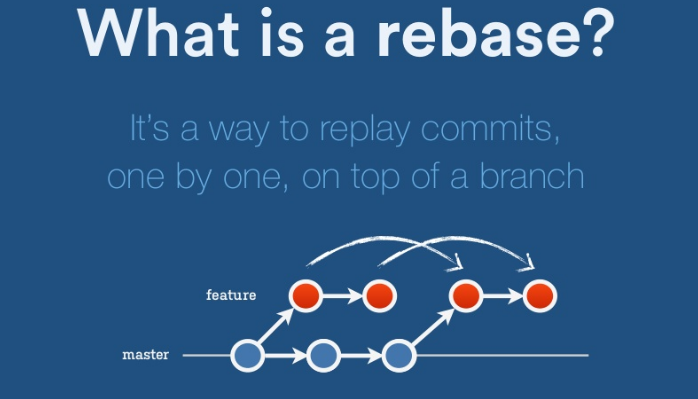 What is a rebase?
It's a way to replay commits,
one by one, on top of a branch
feature
master